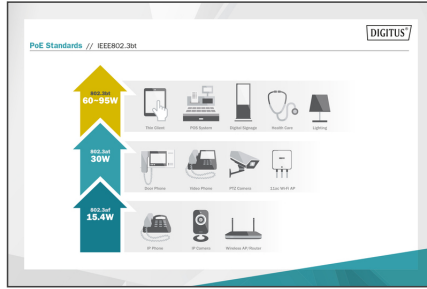 DIGITUS®
PoE Standards // IEEE802.3bt
802.3bt
60~95W
Thin Client POS System Digital Signage Health Care Lighting
802.3at
30W
Door Phone Video Phone PTZ Camera 11ac Wi-Fi AP
802.3af
15.4W
IP Phone IP Camera Wireless AP/Router